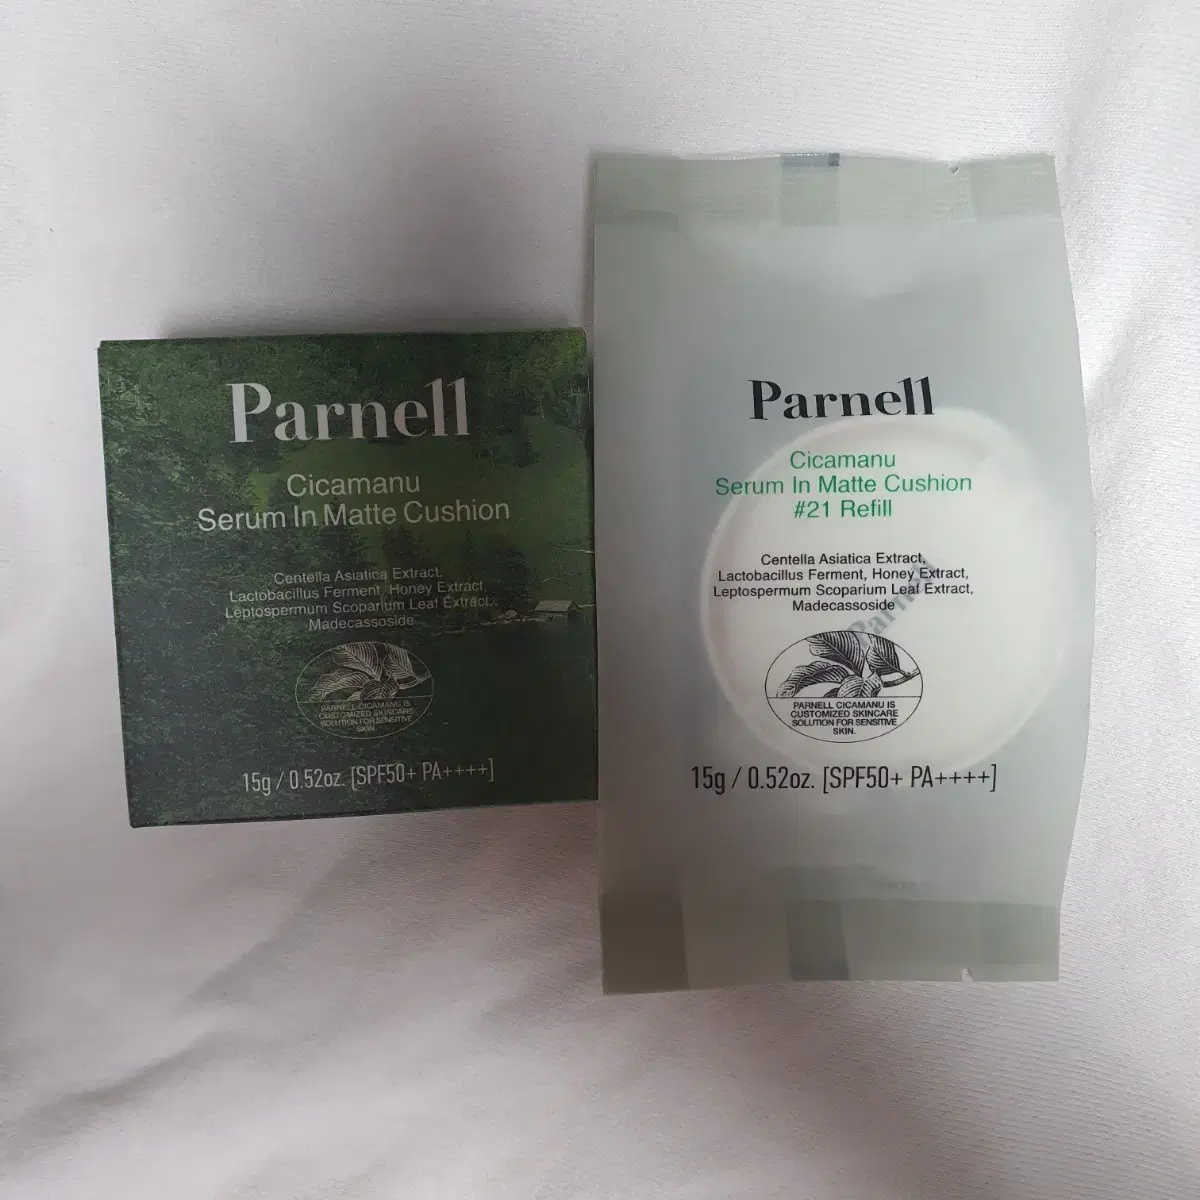 Parnell
Cicamanu
Serum In Matte Cushion
Centella Asiatica Extract,
Lactobacillus Ferment, Honey Extract,
Leptospermum Scoparium Leaf Extract,
Madecassoside
PARNELL CICAMANU IS
CUSTOMIZED SKINCARE
SOLUTION FOR SENSITIVE
SKIN.
15g / 0.52oz. [SPF50+ PA++++]
Parnell
Cicamanu
Serum In Matte Cushion
#21 Refill
Centella Asiatica Extract,
Lactobacillus Ferment, Honey Extract,
Leptospermum Scoparium Leaf Extract,
Madecassoside
Parnell
PARNELL CICAMANU IS
CUSTOMIZED SKINCARE
SOLUTION FOR SENSITIVE
SKIN.
15g / 0.52oz. [SPF50+ PA++++]